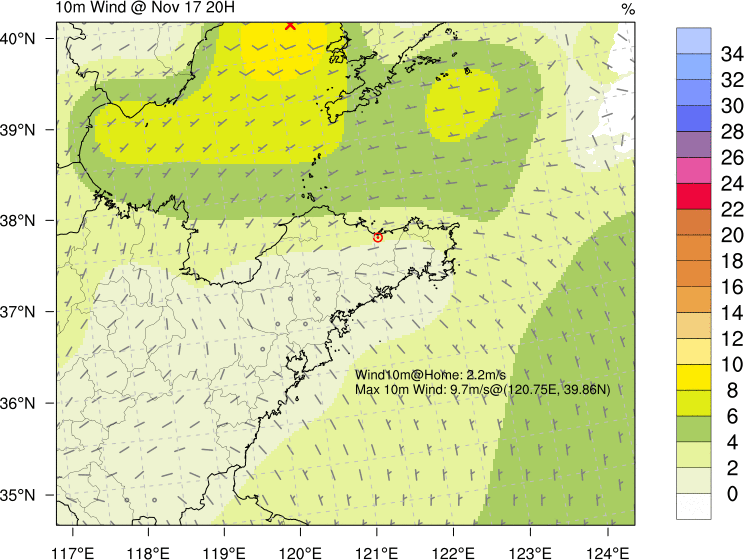 10m Wind @ Nov 17 20H
%
40°N
39°N
38°N
37°N
36°N
35°N
117°E 118°E 119°E 120°E 121°E 122°E 123°E 124°E
Wind10m@Home: 2.2m/s
Max 10m Wind: 9.7m/s@(120.75E, 39.86N)
34
32
30
28
26
24
22
20
18
16
14
12
10
8
6
4
2
0